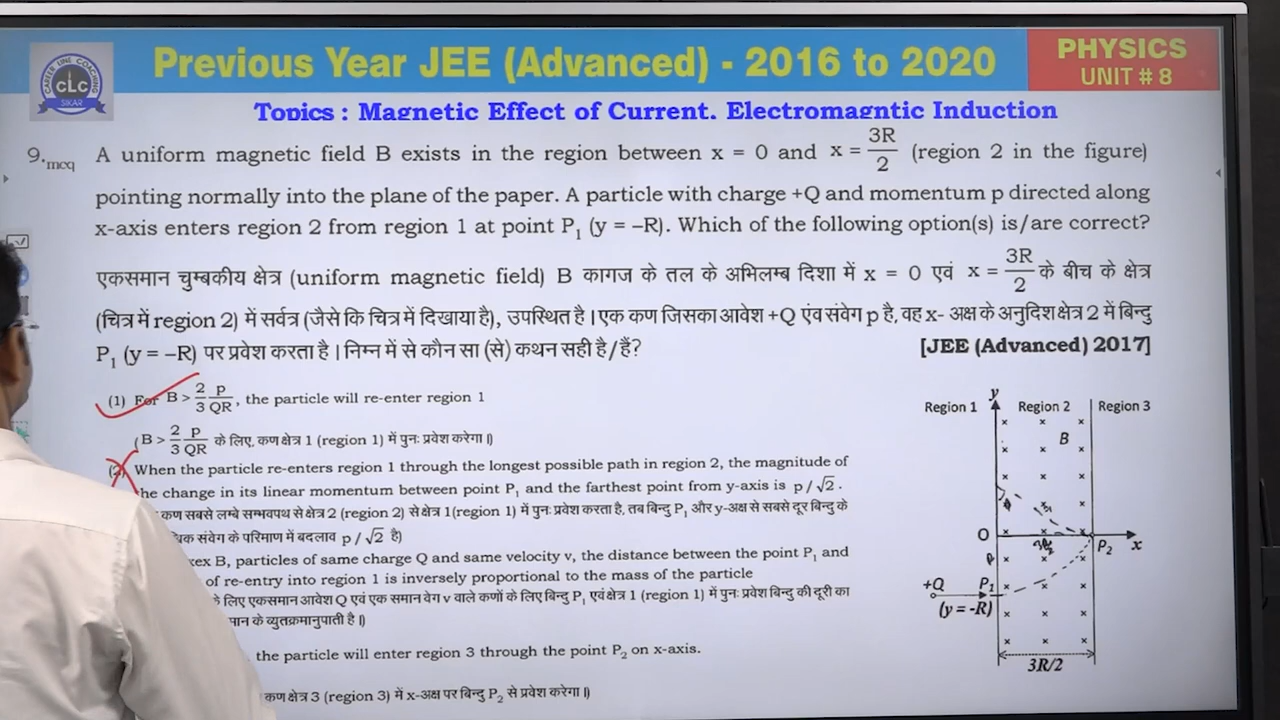 CAREER LINE COACHING
CLC
SIKAR
Previous Year JEE (Advanced) - 2016 to 2020
PHYSICS
UNIT # 8
Topics : Magnetic Effect of Current. Electromagntic Induction
9. mcq A uniform magnetic field B exists in the region between x = 0 and x = 3R/2 (region 2 in the figure)
pointing normally into the plane of the paper. A particle with charge +Q and momentum p directed along
x-axis enters region 2 from region 1 at point P₁ (y = –R). Which of the following option(s) is/are correct?
एकसमान चुम्बकीय क्षेत्र (uniform magnetic field) B कागज के तल के अभिलम्ब दिशा में x = 0 एवं x = 3R/2 के बीच के क्षेत्र
(चित्र में region 2) में सर्वत्र (जैसे कि चित्र में दिखाया है), उपस्थित है। एक कण जिसका आवेश +Q एंव संवेग p है, वह x- अक्ष के अनुदिश क्षेत्र 2 में बिन्दु
P₁ (y = –R) पर प्रवेश करता है। निम्न में से कौन सा (से) कथन सही है/हैं?
[JEE (Advanced) 2017]
(1) For B > 2/3 p/QR, the particle will re-enter region 1
(B > 2/3 p/QR के लिए, कण क्षेत्र 1 (region 1) में पुनः प्रवेश करेगा।)
(2) When the particle re-enters region 1 through the longest possible path in region 2, the magnitude of
he change in its linear momentum between point P₁ and the farthest point from y-axis is p/√2.
कण सबसे लम्बे सम्भवपथ से क्षेत्र 2 (region 2) से क्षेत्र 1(region 1) में पुनः प्रवेश करता है, तब बिन्दु P₁ और y-अक्ष से सबसे दूर बिन्दु के
संवेग के परिमाण में बदलाव p/√2 है)
ex B, particles of same charge Q and same velocity v, the distance between the point P₁ and
of re-entry into region 1 is inversely proportional to the mass of the particle
के लिए एकसमान आवेश Q एवं एक समान वेग v वाले कणों के लिए बिन्दु P₁ एवं क्षेत्र 1 (region 1) में पुनः प्रवेश बिन्दु की दूरी का
मान के व्युतक्रमानुपाती है।)
the particle will enter region 3 through the point P₂ on x-axis.
कण क्षेत्र 3 (region 3) में x-अक्ष पर बिन्दु P₂ से प्रवेश करेगा।)
y
Region 1
Region 2
Region 3
B
O
P₂
x
+Q
P₁
(y = -R)
3R/2